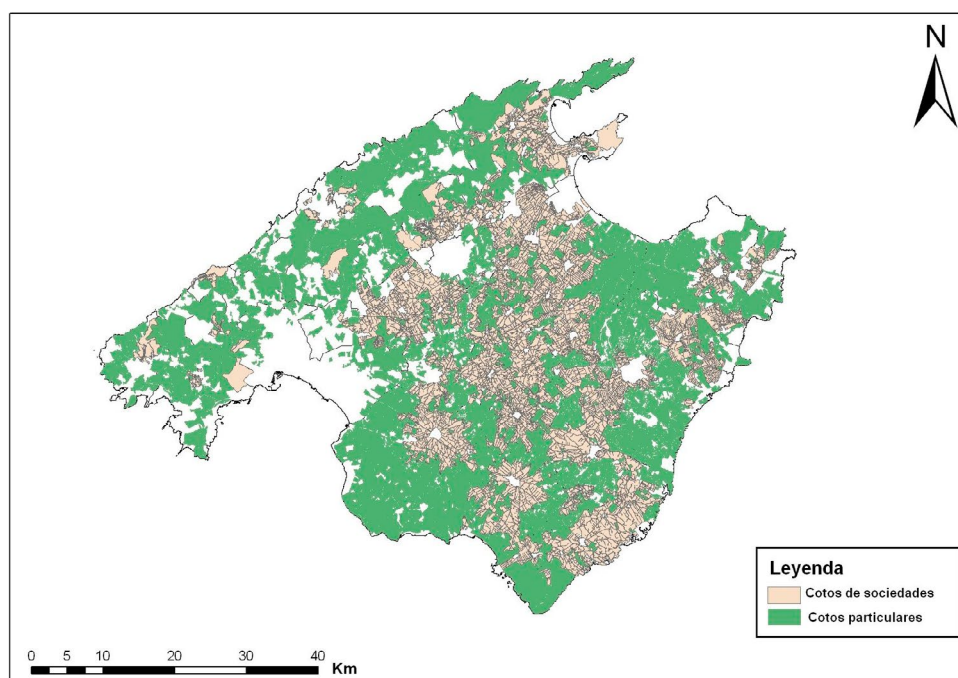 N
Leyenda
Cotos de sociedades
Cotos particulares
0 5 10 20 30 40
Km